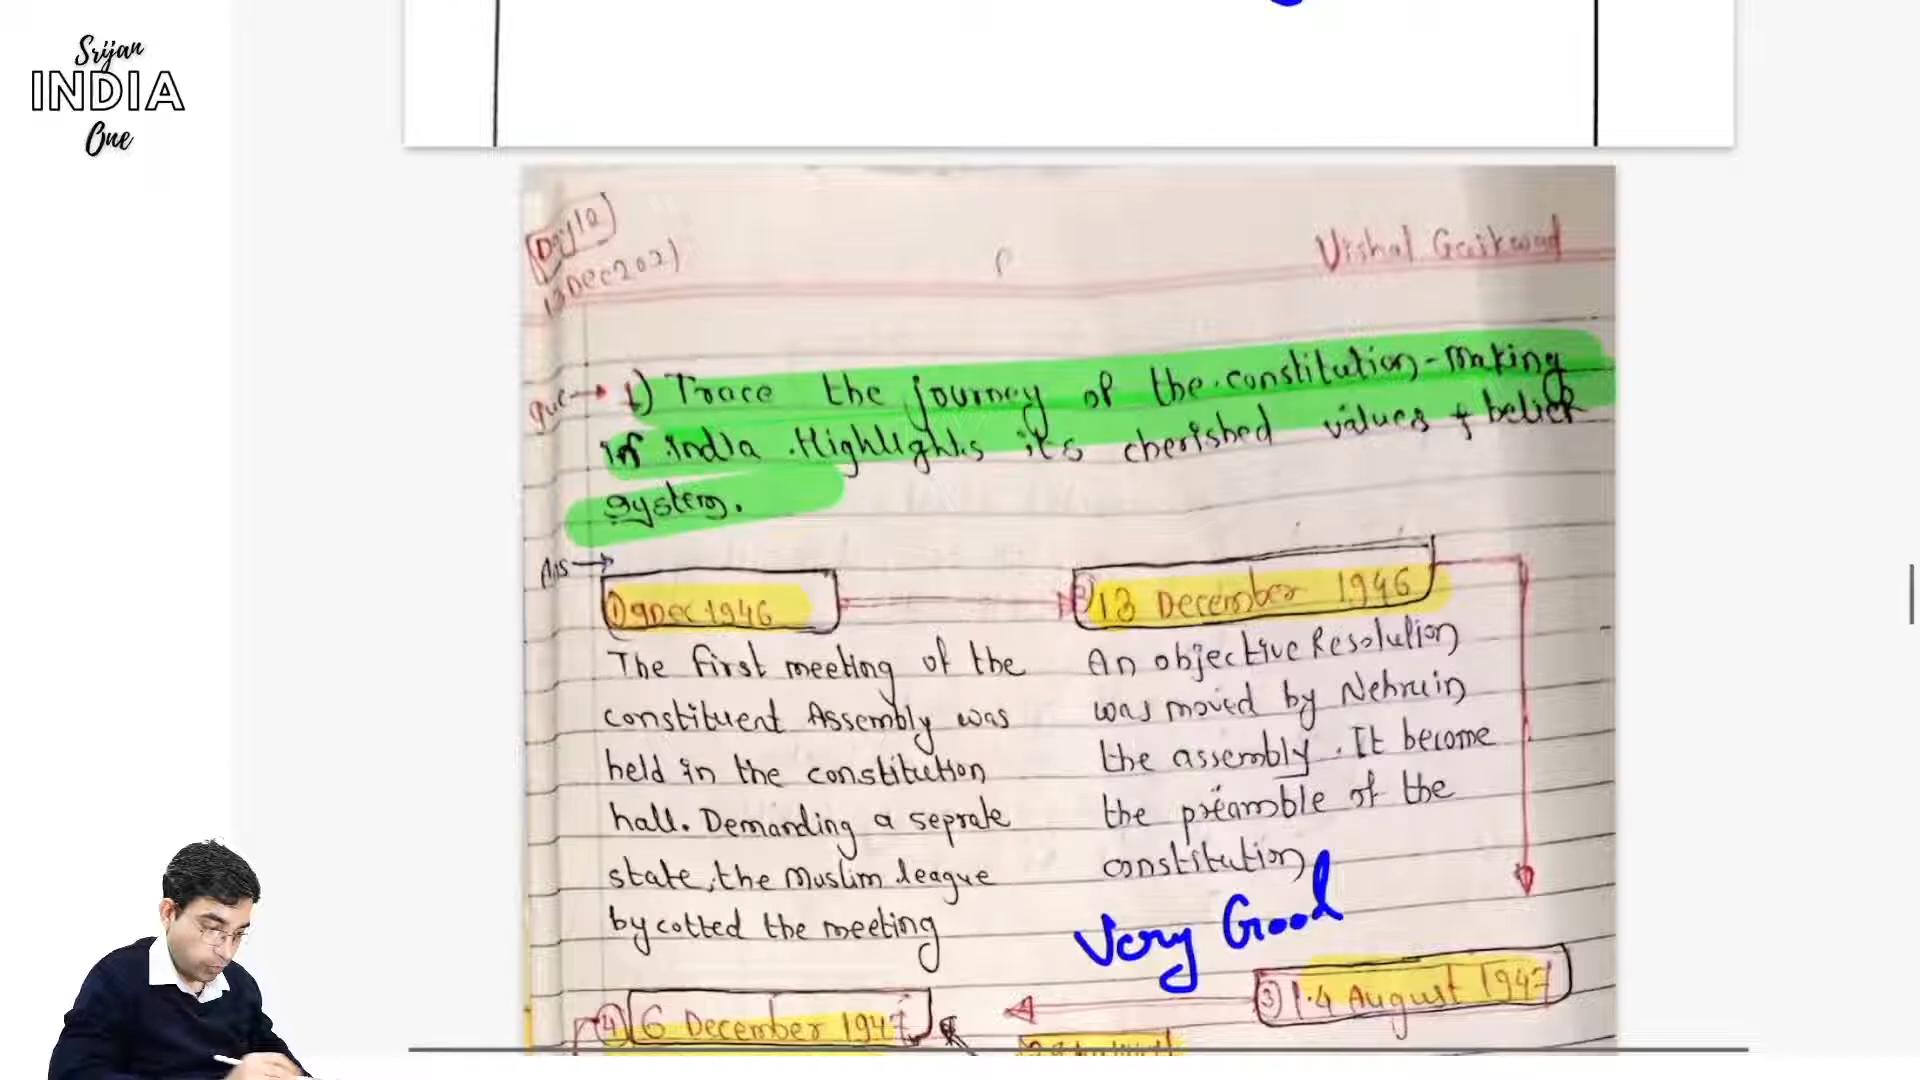 Srijan
INDIA
One
Day 12
13 Dec 2021
Vishal Gaikwad
que → 1) Trace the journey of the constitution-making
in india. Highlights its cherished values & belief
system.
Ans →
① 9 Dec 1946
② 13 December 1946
The first meeting of the
constituent Assembly was
held in the constitution
hall. Demanding a seprate
state, the Muslim league
bycotted the meeting
An objective Resolution
was moved by Nehru in
the assembly. It become
the préamble of the
constitution
Very Good
③ 14 August 1947
④ 6 December 1947